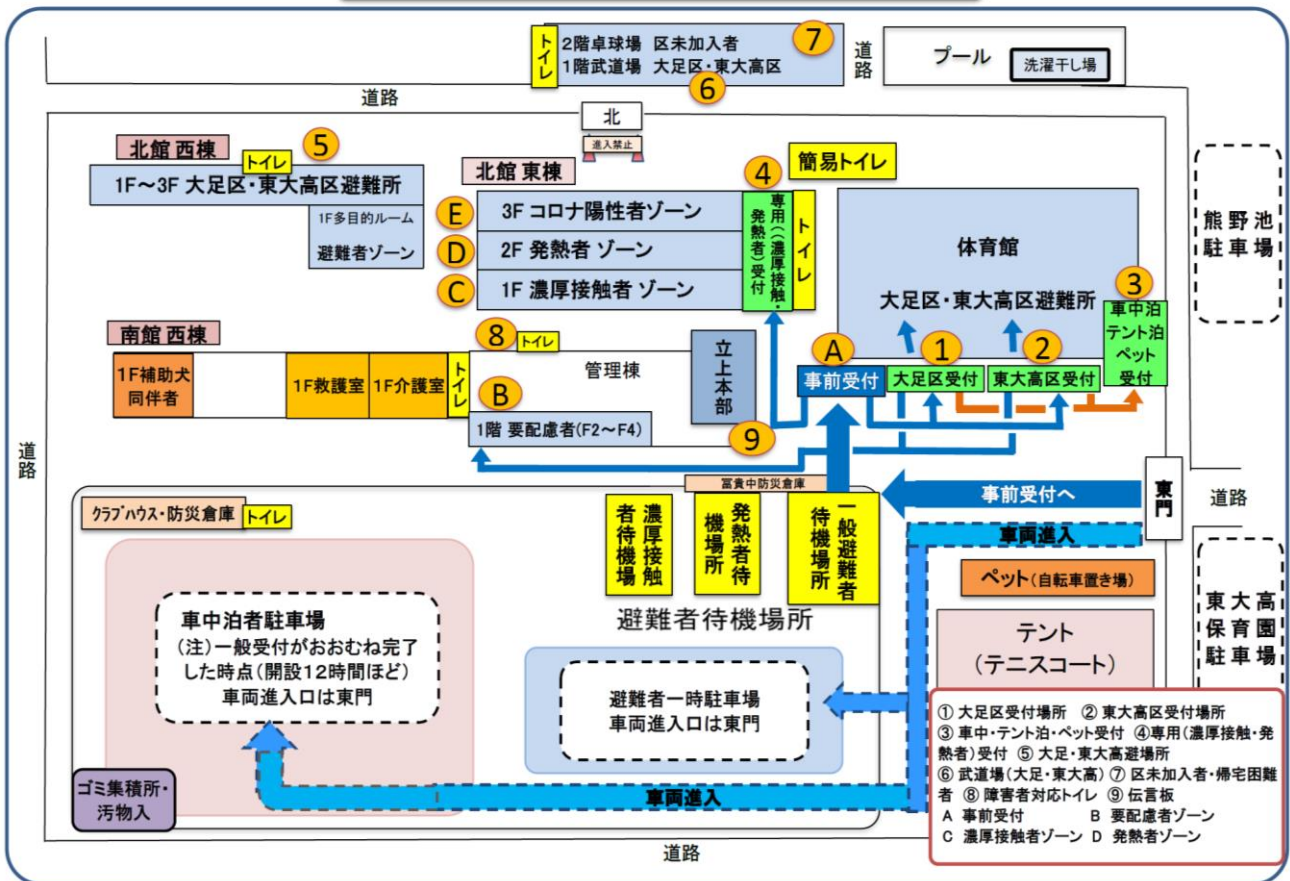 トイレ
2階卓球場 区未加入者
1階武道場 大足区・東大高区
⑦
⑥
道路
プール
洗濯干し場
道路
北
進入禁止
北館 西棟
トイレ
⑤
1F~3F 大足区・東大高区避難所
1F多目的ルーム
避難者ゾーン
北館 東棟
E
3F コロナ陽性者ゾーン
D
2F 発熱者 ゾーン
C
1F 濃厚接触者 ゾーン
④
専用((濃厚接触・
発熱者)受付
トイレ
簡易トイレ
体育館
大足区・東大高区避難所
③
車中泊
テント泊
ペット
受付
熊野池
駐車場
南館 西棟
1F補助犬
同伴者
1F救護室
1F介護室
トイレ
⑧
トイレ
管理棟
立上本部
B
1階 要配慮者(F2~F4)
⑨
A
事前受付
①
大足区受付
②
東大高区受付
道路
冨貴中防災倉庫
事前受付へ
東門
道路
車両進入
クラブハウス・防災倉庫
トイレ
濃厚接触
者待機場
発熱者待
機場所
一般避難者
待機場所
避難者待機場所
ペット(自転車置き場)
テント
(テニスコート)
東大高
保育園
駐車場
車中泊者駐車場
(注)一般受付がおおむね完了
した時点(開設12時間ほど)
車両進入口は東門
避難者一時駐車場
車両進入口は東門
ゴミ集積所・
汚物入
車両進入
道路
① 大足区受付場所 ② 東大高区受付場所
③ 車中・テント泊・ペット受付 ④専用(濃厚接触・発
熱者)受付 ⑤ 大足・東大高避場所
⑥ 武道場(大足・東大高) ⑦ 区未加入者・帰宅困難
者 ⑧ 障害者対応トイレ ⑨ 伝言板
A 事前受付 B 要配慮者ゾーン
C 濃厚接触者ゾーン D 発熱者ゾーン